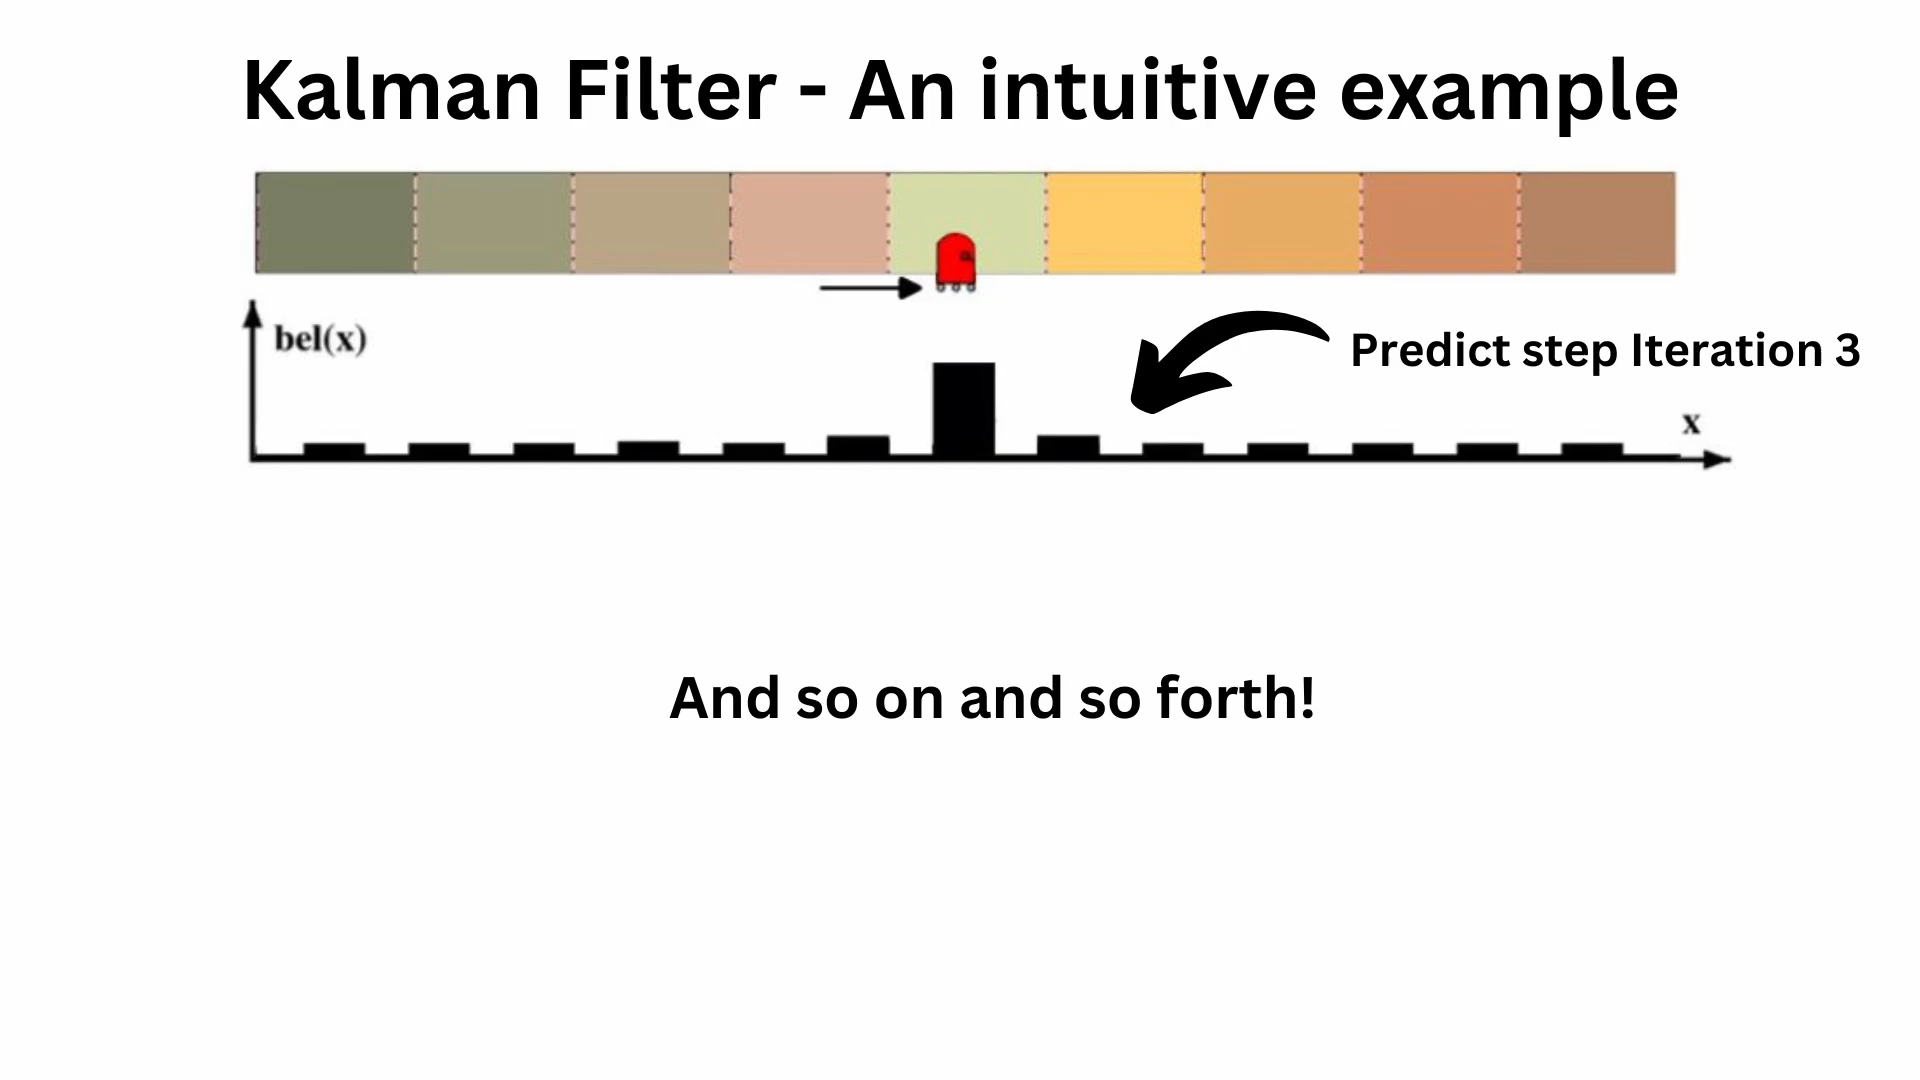 Kalman Filter - An intuitive example
bel(x)
Predict step Iteration 3
x
And so on and so forth!